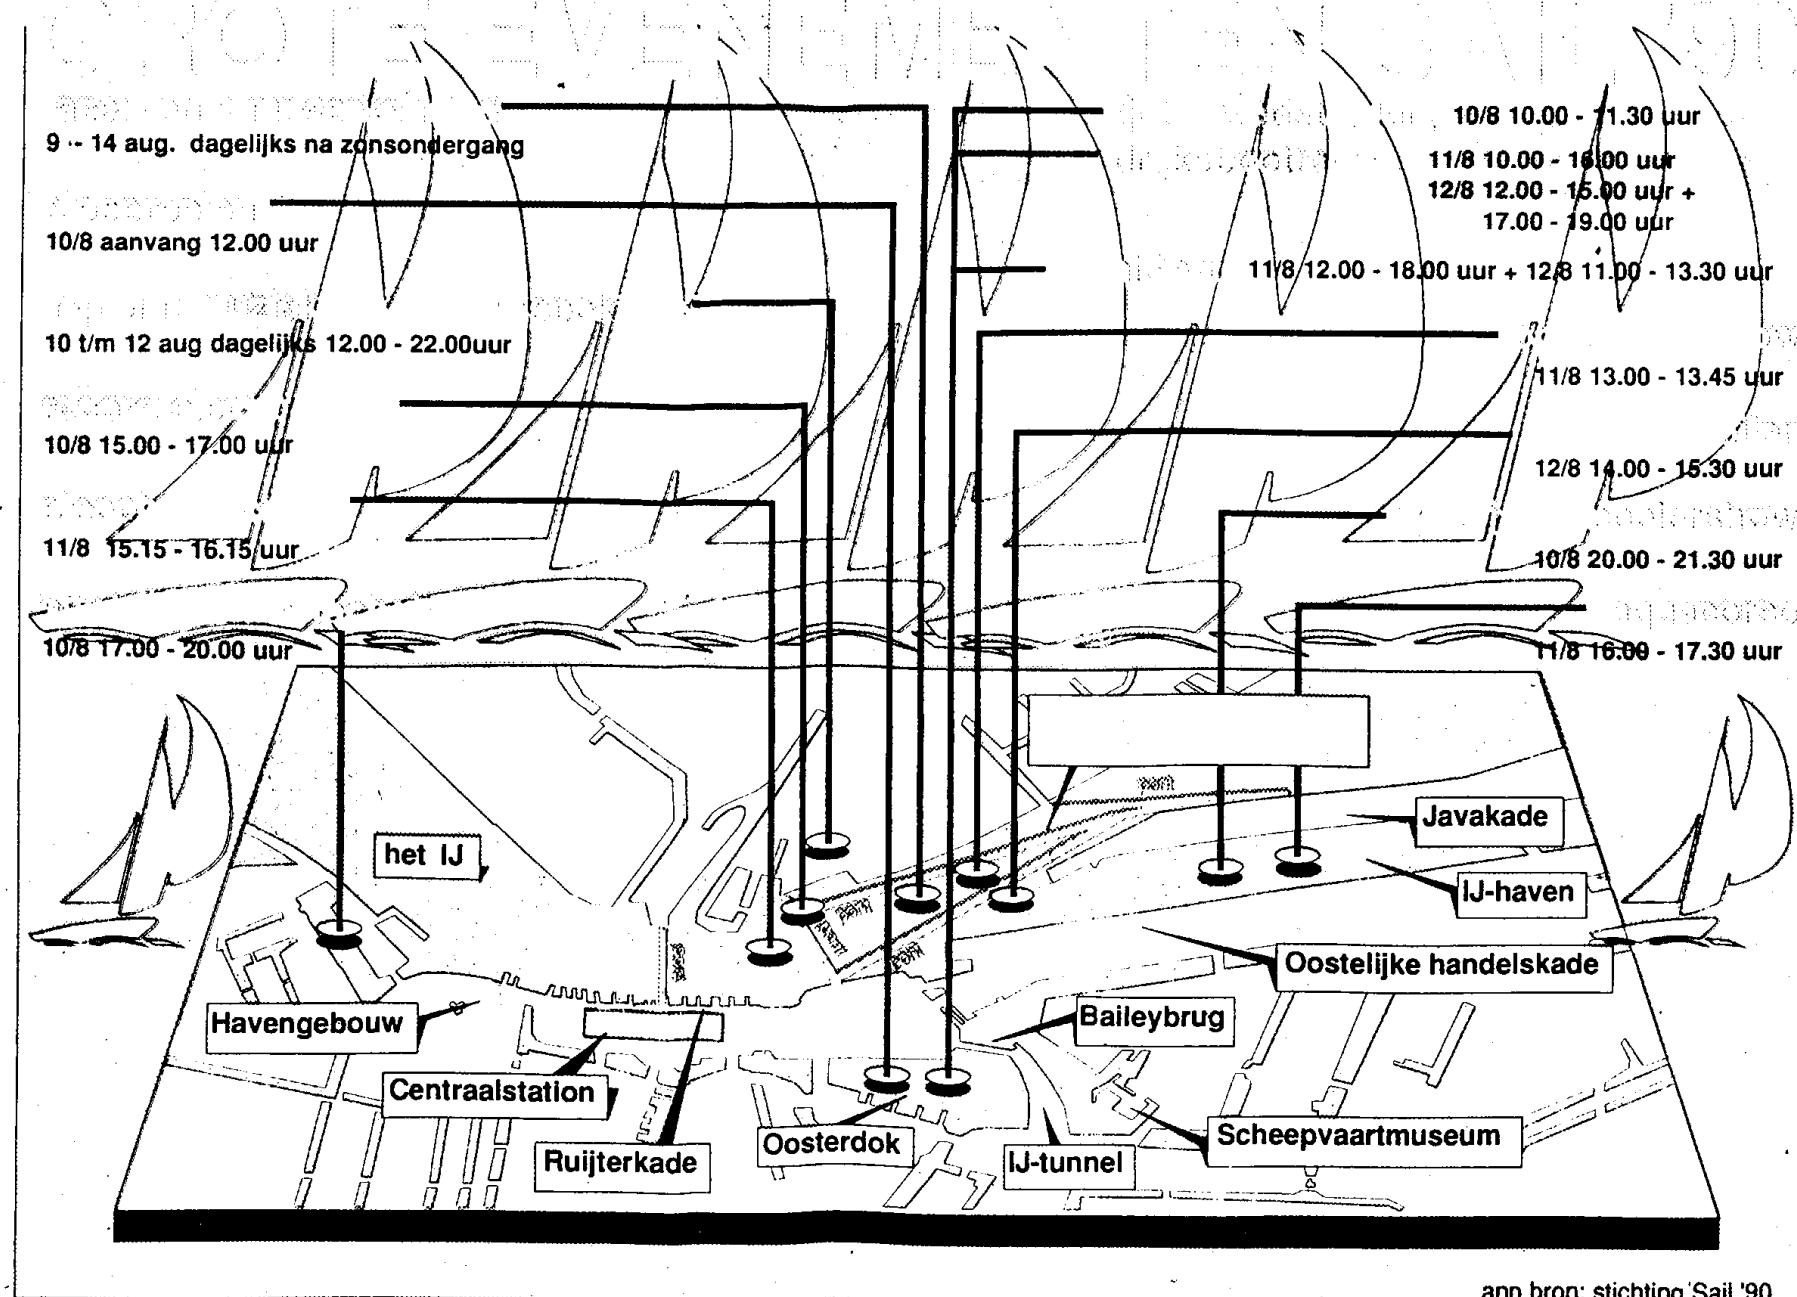 9 - 14 aug. dagelijks na zonsondergang
10/8 aanvang 12.00 uur
10 t/m 12 aug dagelijks 12.00 - 22.00uur
10/8 15.00 - 17.00 uur
11/8 15.15 - 16.15 uur
10/8 17.00 - 20.00 uur
10/8 10.00 - 11.30 uur
11/8 10.00 - 16.00 uur
12/8 12.00 - 15.00 uur +
17.00 - 19.00 uur
11/8 12.00 - 18.00 uur + 12/8 11.00 - 13.30 uur
11/8 13.00 - 13.45 uur
12/8 14.00 - 15.30 uur
10/8 20.00 - 21.30 uur
11/8 16.00 - 17.30 uur
het IJ
Javakade
IJ-haven
Oostelijke handelskade
Havengebouw
Baileybrug
Centraalstation
Ruijterkade
Oosterdok
IJ-tunnel
Scheepvaartmuseum
anp bron: stichting Sail '90